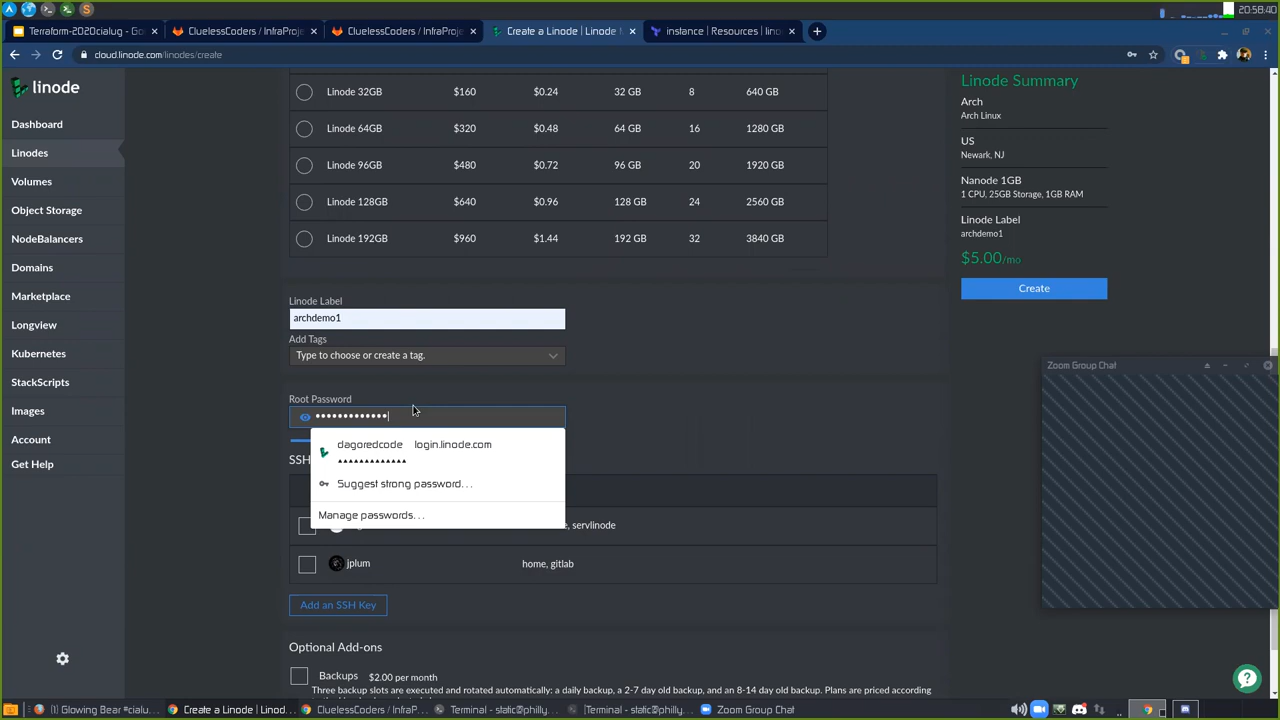 20:58:40
Terraform-2020cialug - Go
CluelessCoders / InfraProje
CluelessCoders / InfraProje
Create a Linode | Linode M
instance | Resources | lino
cloud.linode.com/linodes/create
linode
Dashboard
Linodes
Volumes
Object Storage
NodeBalancers
Domains
Marketplace
Longview
Kubernetes
StackScripts
Images
Account
Get Help
Linode 32GB $160 $0.24 32 GB 8 640 GB
Linode 64GB $320 $0.48 64 GB 16 1280 GB
Linode 96GB $480 $0.72 96 GB 20 1920 GB
Linode 128GB $640 $0.96 128 GB 24 2560 GB
Linode 192GB $960 $1.44 192 GB 32 3840 GB
Linode Label
archdemo1
Add Tags
Type to choose or create a tag.
Root Password
•••••••••••••
dagoredcode login.linode.com
Suggest strong password...
Manage passwords...
SSH
, servlinode
jplum home, gitlab
Add an SSH Key
Optional Add-ons
Backups $2.00 per month
Three backup slots are executed and rotated automatically: a daily backup, a 2-7 day old backup, and an 8-14 day old backup. Plans are priced according
Linode Summary
Arch
Arch Linux
US
Newark, NJ
Nanode 1GB
1 CPU, 25GB Storage, 1GB RAM
Linode Label
archdemo1
$5.00/mo
Create
Zoom Group Chat
(1) Glowing Bear #cialu...
Create a Linode | Linod...
CluelessCoders / InfraP...
Terminal - static@philly...
[Terminal - static@philly...
Zoom Group Chat